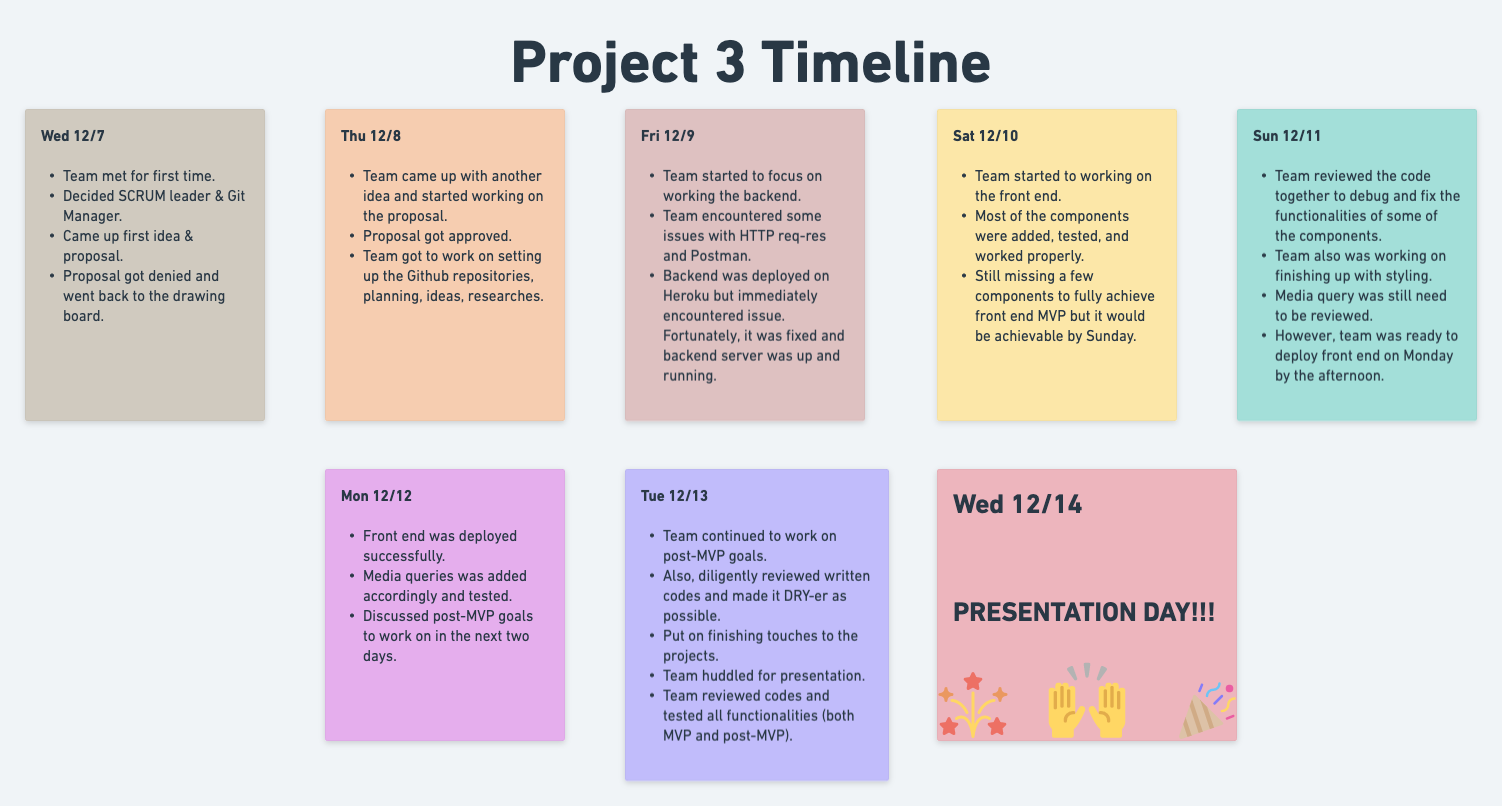 Project 3 Timeline
Wed 12/7
• Team met for first time.
• Decided SCRUM leader & Git
Manager.
• Came up first idea &
proposal.
• Proposal got denied and
went back to the drawing
board.
Thu 12/8
• Team came up with another
idea and started working on
the proposal.
• Proposal got approved.
• Team got to work on setting
up the Github repositories,
planning, ideas, researches.
Fri 12/9
• Team started to focus on
working the backend.
• Team encountered some
issues with HTTP req-res
and Postman.
• Backend was deployed on
Heroku but immediately
encountered issue.
Fortunately, it was fixed and
backend server was up and
running.
Sat 12/10
• Team started to working on
the front end.
• Most of the components
were added, tested, and
worked properly.
• Still missing a few
components to fully achieve
front end MVP but it would
be achievable by Sunday.
Sun 12/11
• Team reviewed the code
together to debug and fix the
functionalities of some of
the components.
• Team also was working on
finishing up with styling.
• Media query was still need
to be reviewed.
• However, team was ready to
deploy front end on Monday
by the afternoon.
Mon 12/12
• Front end was deployed
successfully.
• Media queries was added
accordingly and tested.
• Discussed post-MVP goals
to work on in the next two
days.
Tue 12/13
• Team continued to work on
post-MVP goals.
• Also, diligently reviewed written
codes and made it DRY-er as
possible.
• Put on finishing touches to the
projects.
• Team huddled for presentation.
• Team reviewed codes and
tested all functionalities (both
MVP and post-MVP).
Wed 12/14
PRESENTATION DAY!!!